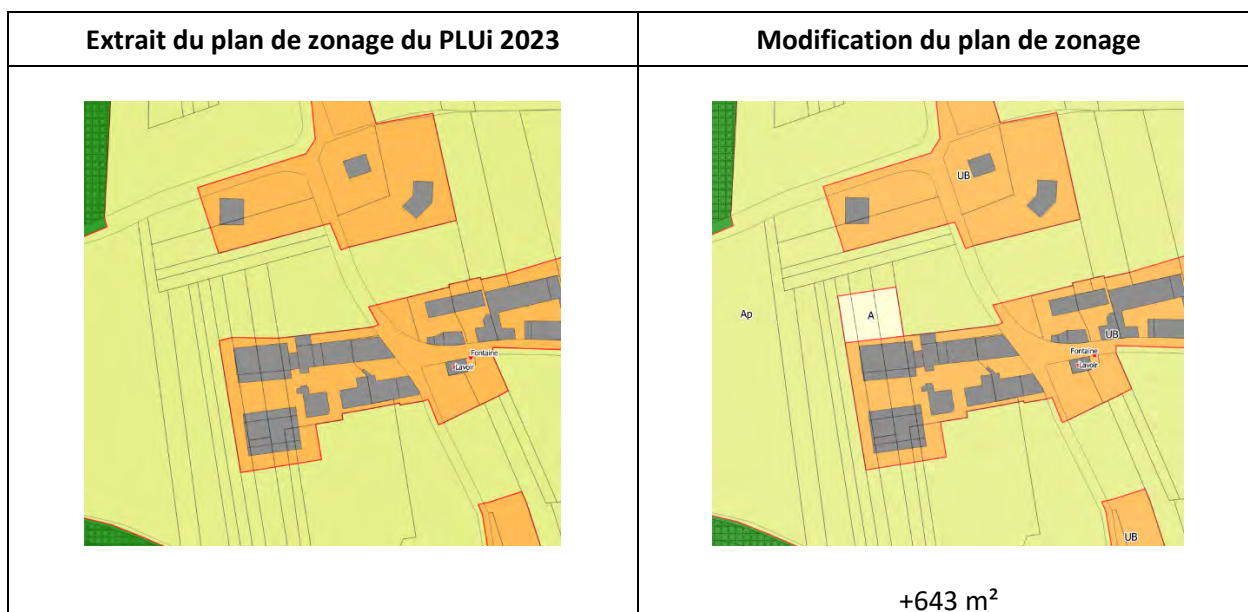 Extrait du plan de zonage du PLUi 2023
Modification du plan de zonage
Fontaine
Lavoir
UB
Ap
A
UB
Fontaine
Lavoir
UB
+643 m²